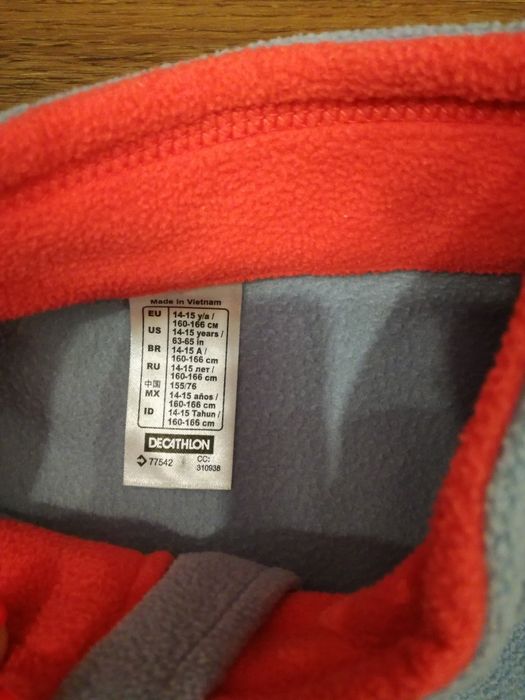 Made in Vietnam
EU 14-15 y/a /
160-166 см
US 14-15 years /
63-65 in
BR 14-15 A /
160-166 cm
RU 14-15 лет /
160-166 cm
中国 155/76
MX 14-15 años /
160-166 cm
ID 14-15 Tahun /
160-166 cm
DECATHLON
77542 CC:
310938